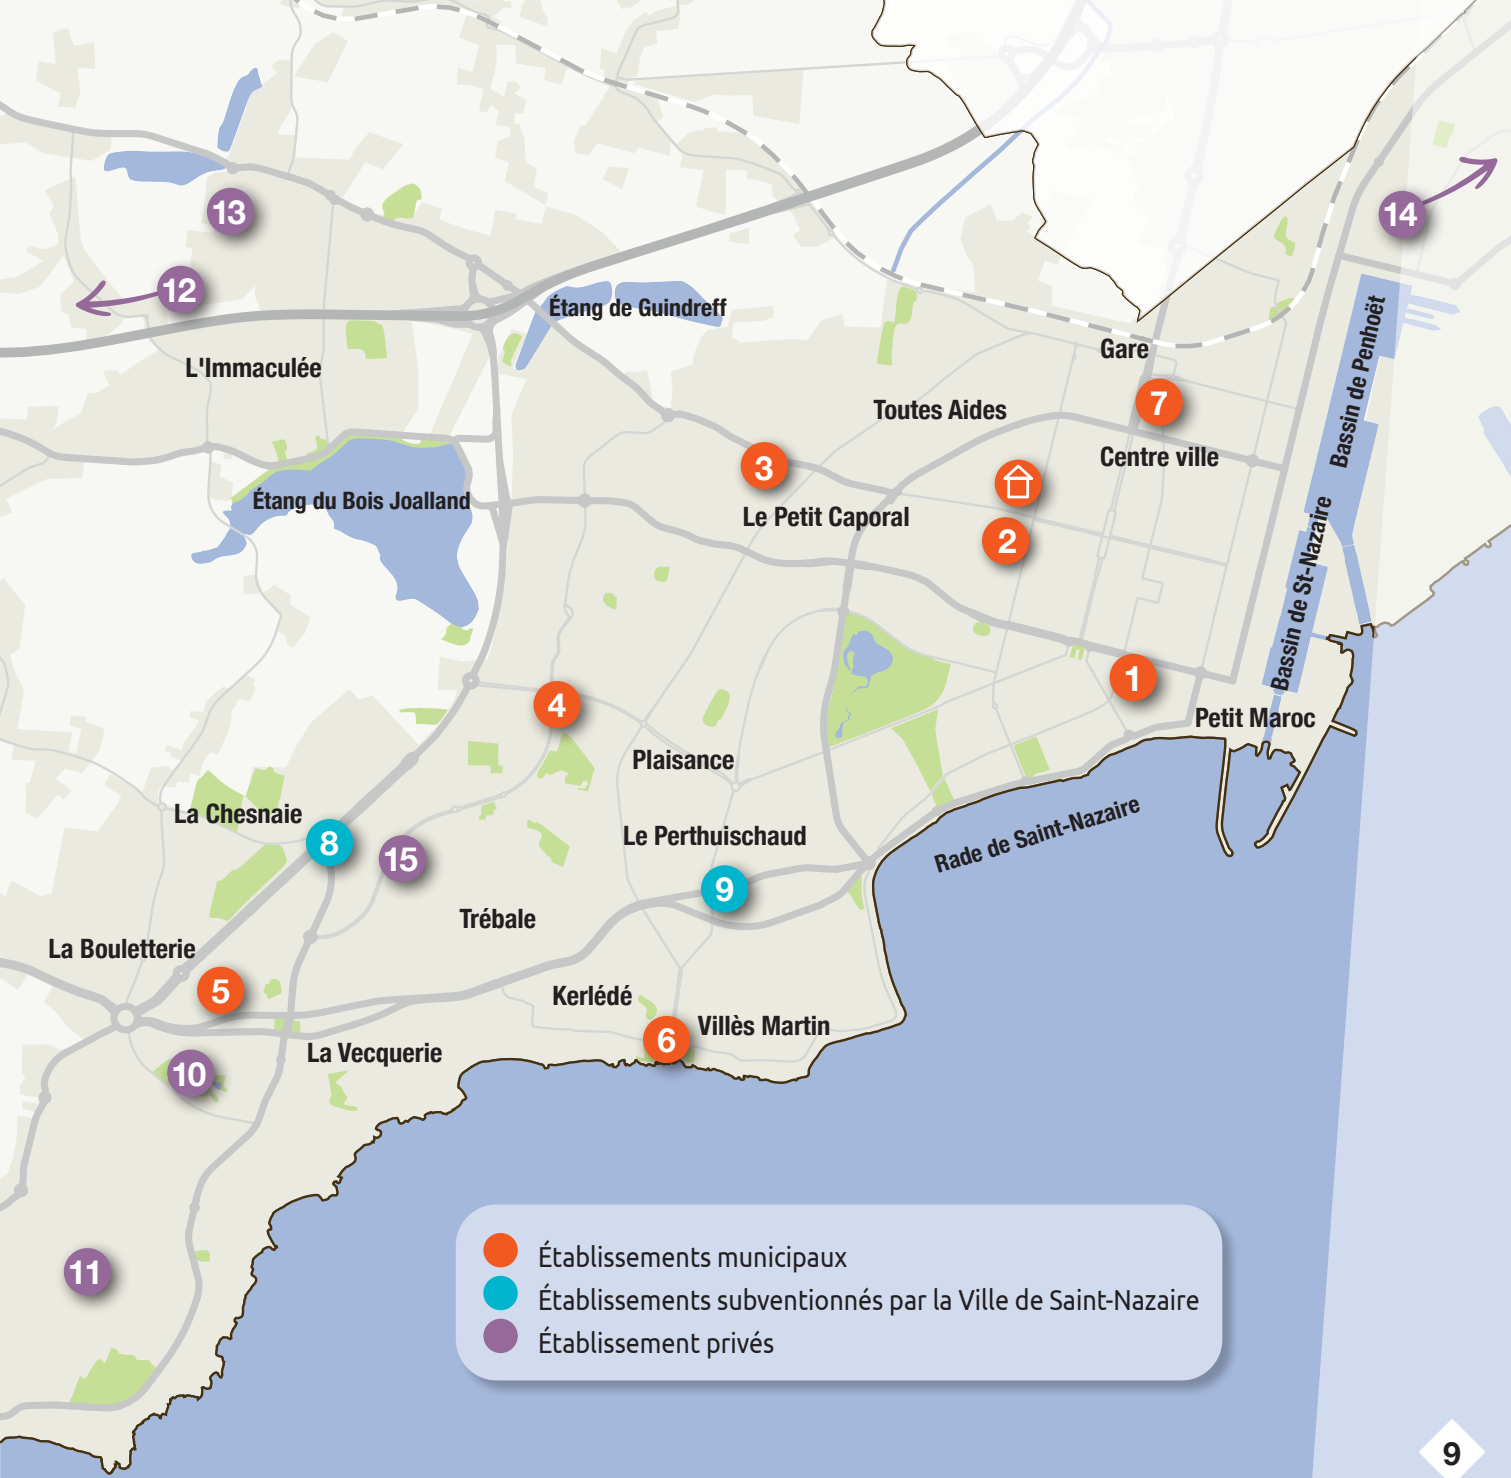 13
14
12
Étang de Guindreff
Bassin de Penhoët
Gare
L'Immaculée
7
Toutes Aides
Centre ville
3
Étang du Bois Joalland
Le Petit Caporal
2
Bassin de St-Nazaire
1
4
Petit Maroc
Plaisance
La Chesnaie
8
15
Le Perthuischaud
Rade de Saint-Nazaire
9
Trébale
La Bouletterie
5
Kerlédé
6
Villès Martin
La Vecquerie
10
11
Établissements municipaux
Établissements subventionnés par la Ville de Saint-Nazaire
Établissement privés
9